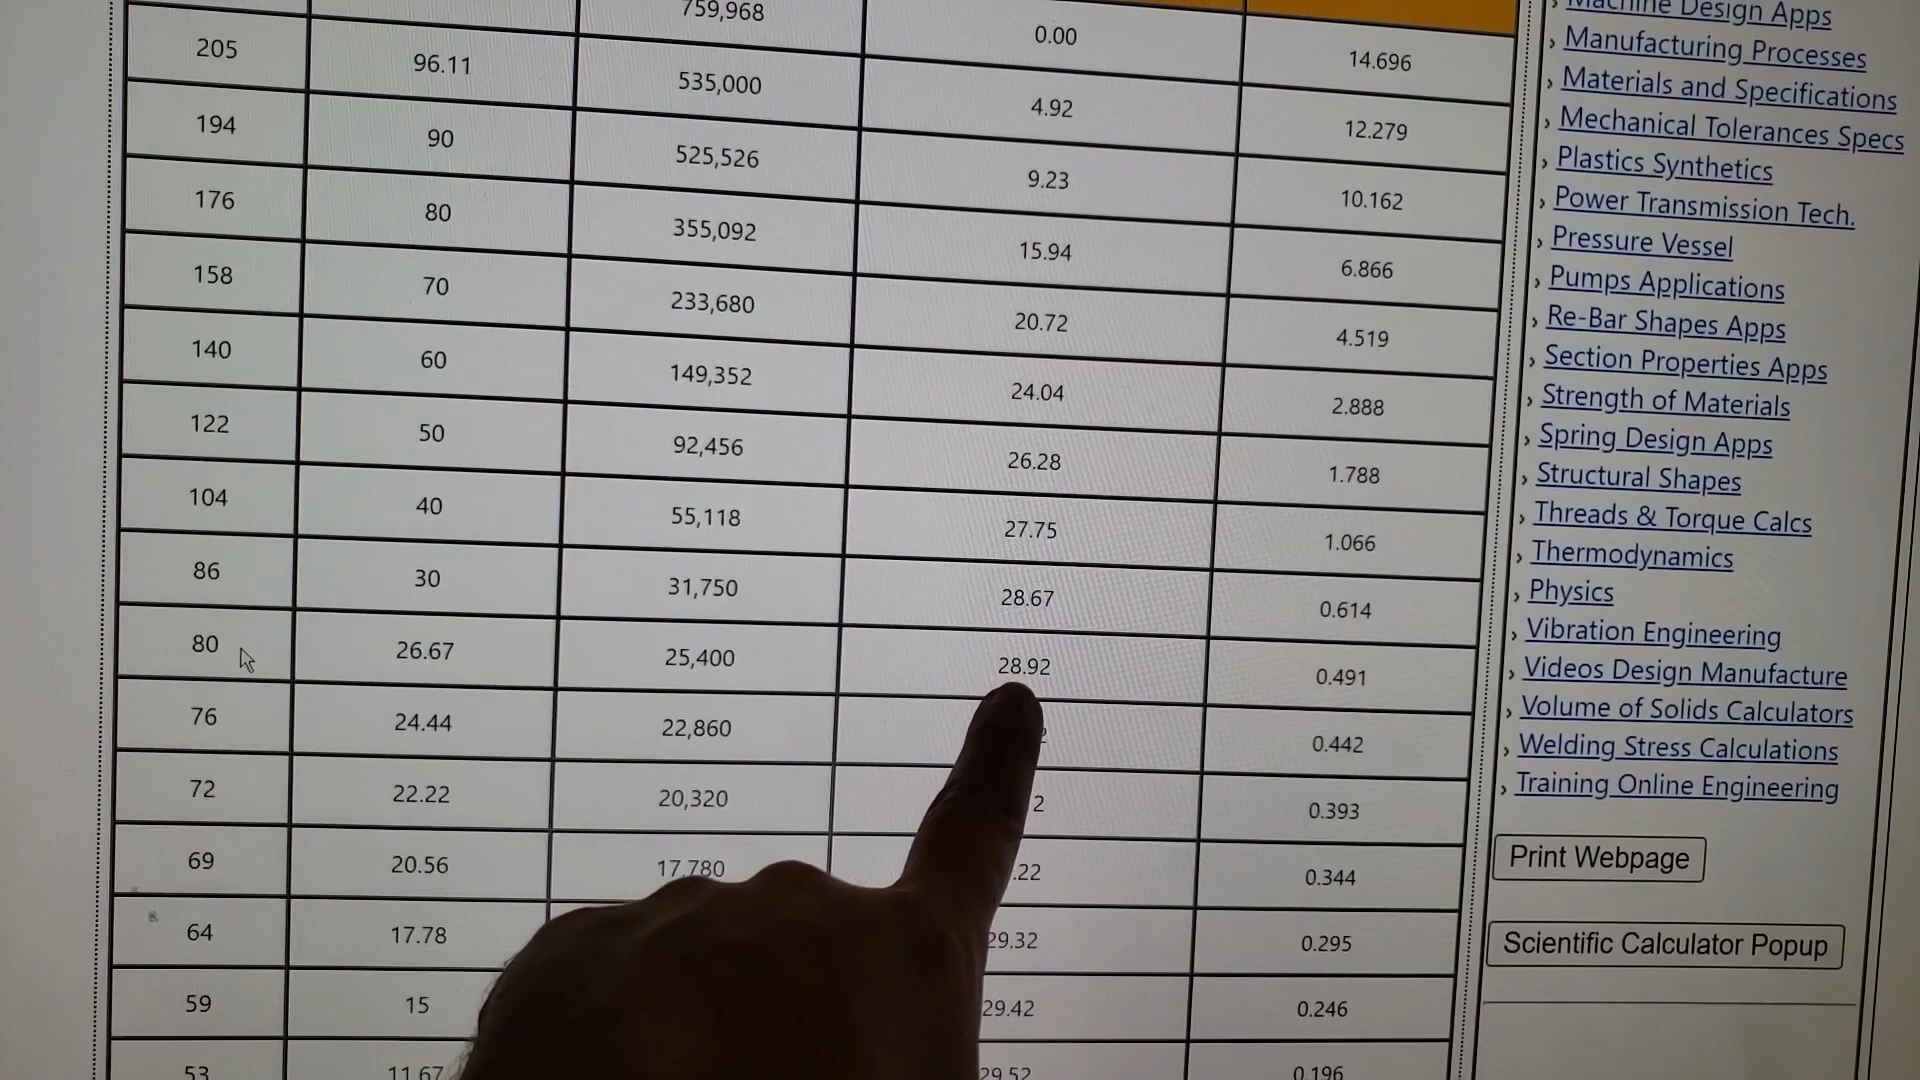 759,968 0.00 14.696
205 96.11 535,000 4.92 12.279
194 90 525,526 9.23 10.162
176 80 355,092 15.94 6.866
158 70 233,680 20.72 4.519
140 60 149,352 24.04 2.888
122 50 92,456 26.28 1.788
104 40 55,118 27.75 1.066
86 30 31,750 28.67 0.614
80 26.67 25,400 28.92 0.491
76 24.44 22,860 0.442
72 22.22 20,320 2 0.393
69 20.56 17,780 .22 0.344
64 17.78 29.32 0.295
59 15 29.42 0.246
53 11.67 29.52 0.196
Machine Design Apps
Manufacturing Processes
Materials and Specifications
Mechanical Tolerances Specs
Plastics Synthetics
Power Transmission Tech.
Pressure Vessel
Pumps Applications
Re-Bar Shapes Apps
Section Properties Apps
Strength of Materials
Spring Design Apps
Structural Shapes
Threads & Torque Calcs
Thermodynamics
Physics
Vibration Engineering
Videos Design Manufacture
Volume of Solids Calculators
Welding Stress Calculations
Training Online Engineering
Print Webpage
Scientific Calculator Popup